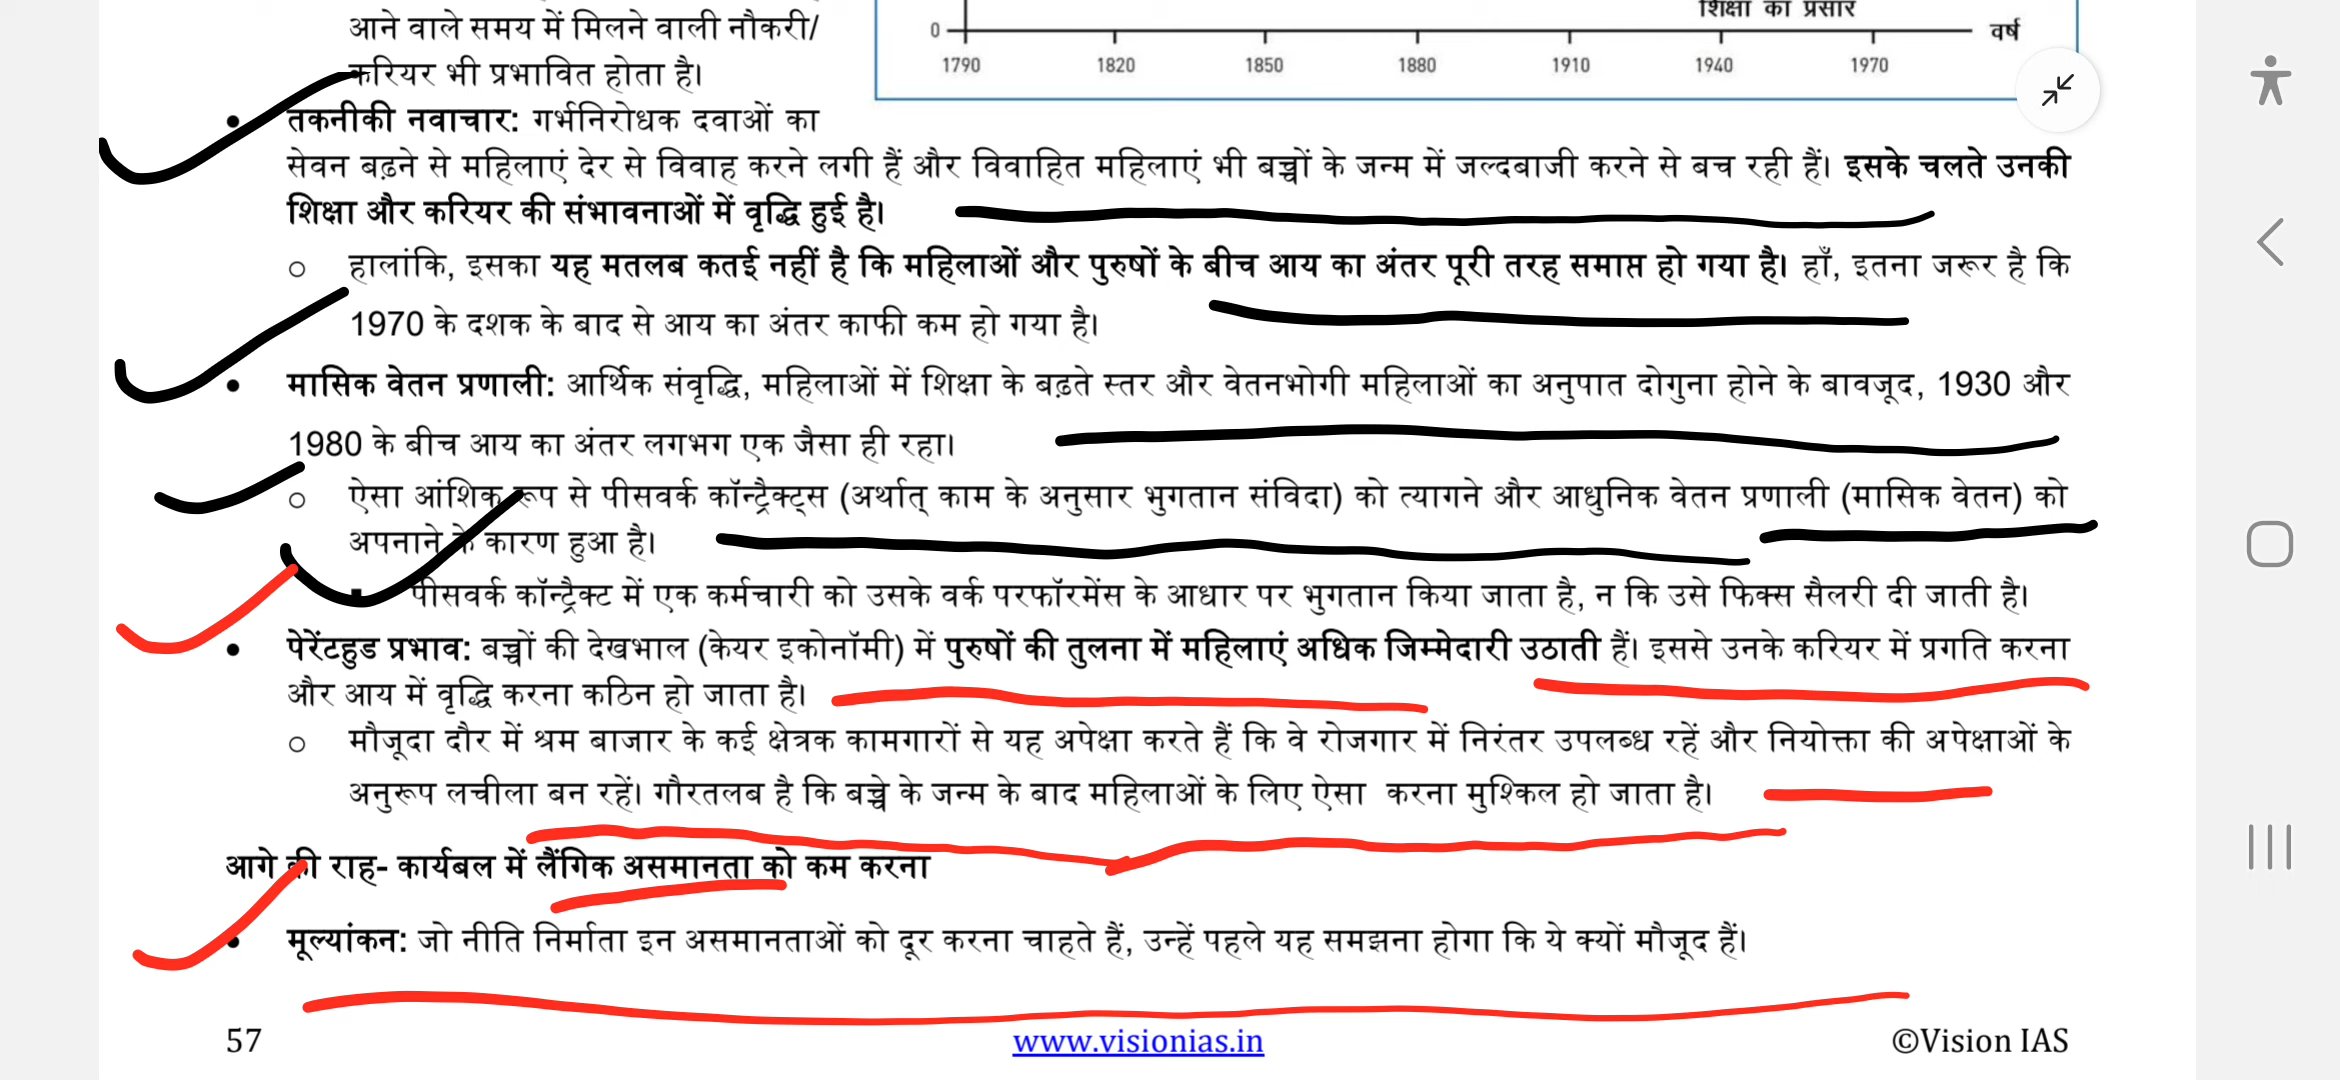 आने वाले समय में मिलने वाली नौकरी/
करियर भी प्रभावित होता है।
शिक्षा का प्रसार
0
वर्ष
1790 1820 1850 1880 1910 1940 1970
• तकनीकी नवाचार: गर्भनिरोधक दवाओं का
सेवन बढ़ने से महिलाएं देर से विवाह करने लगी हैं और विवाहित महिलाएं भी बच्चों के जन्म में जल्दबाजी करने से बच रही हैं। इसके चलते उनकी
शिक्षा और करियर की संभावनाओं में वृद्धि हुई है।
○ हालांकि, इसका यह मतलब कतई नहीं है कि महिलाओं और पुरुषों के बीच आय का अंतर पूरी तरह समाप्त हो गया है। हाँ, इतना जरूर है कि
1970 के दशक के बाद से आय का अंतर काफी कम हो गया है।
• मासिक वेतन प्रणाली: आर्थिक संवृद्धि, महिलाओं में शिक्षा के बढ़ते स्तर और वेतनभोगी महिलाओं का अनुपात दोगुना होने के बावजूद, 1930 और
1980 के बीच आय का अंतर लगभग एक जैसा ही रहा।
○ ऐसा आंशिक रूप से पीसवर्क कॉन्ट्रैक्ट्स (अर्थात् काम के अनुसार भुगतान संविदा) को त्यागने और आधुनिक वेतन प्रणाली (मासिक वेतन) को
अपनाने के कारण हुआ है।
▪ पीसवर्क कॉन्ट्रैक्ट में एक कर्मचारी को उसके वर्क परफॉरमेंस के आधार पर भुगतान किया जाता है, न कि उसे फिक्स सैलरी दी जाती है।
• पेरेंटहुड प्रभाव: बच्चों की देखभाल (केयर इकोनॉमी) में पुरुषों की तुलना में महिलाएं अधिक जिम्मेदारी उठाती हैं। इससे उनके करियर में प्रगति करना
और आय में वृद्धि करना कठिन हो जाता है।
○ मौजूदा दौर में श्रम बाजार के कई क्षेत्रक कामगारों से यह अपेक्षा करते हैं कि वे रोजगार में निरंतर उपलब्ध रहें और नियोक्ता की अपेक्षाओं के
अनुरूप लचीला बन रहें। गौरतलब है कि बच्चे के जन्म के बाद महिलाओं के लिए ऐसा करना मुश्किल हो जाता है।
आगे की राह- कार्यबल में लैंगिक असमानता को कम करना
• मूल्यांकन: जो नीति निर्माता इन असमानताओं को दूर करना चाहते हैं, उन्हें पहले यह समझना होगा कि ये क्यों मौजूद हैं।
57 www.visionias.in ©Vision IAS